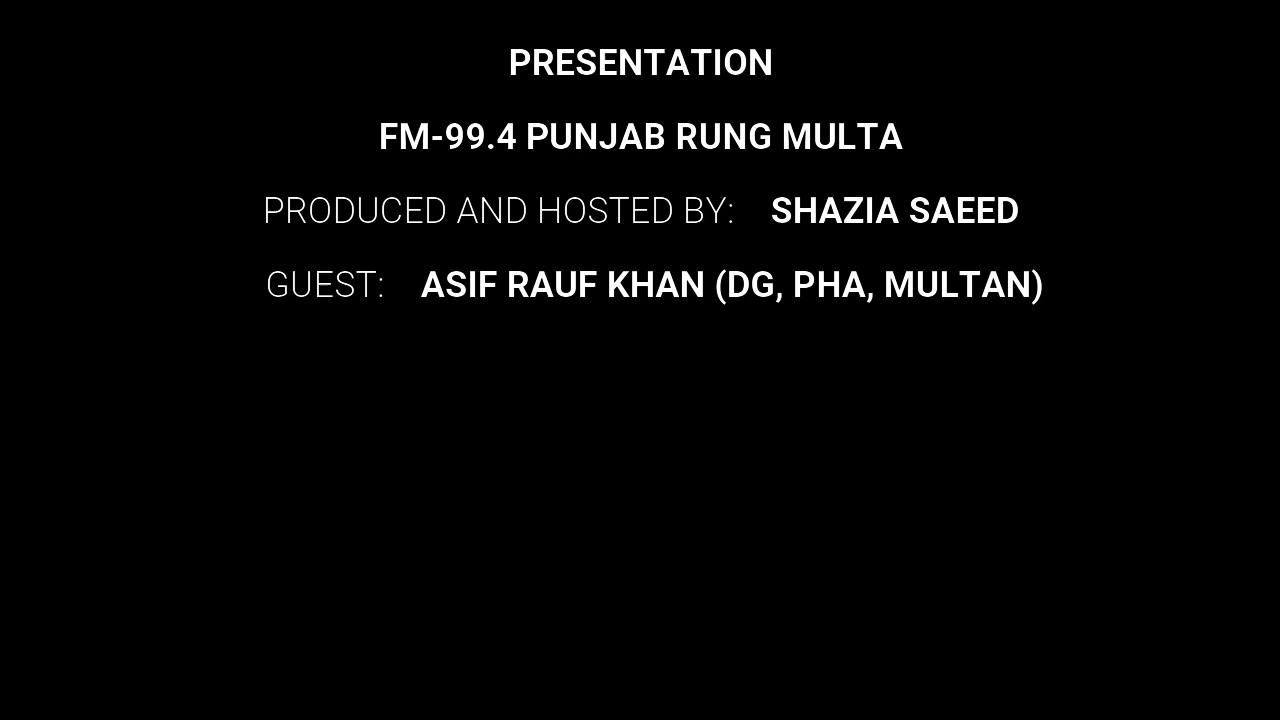 PRESENTATION
FM-99.4 PUNJAB RUNG MULTA
PRODUCED AND HOSTED BY: SHAZIA SAEED
GUEST: ASIF RAUF KHAN (DG, PHA, MULTAN)